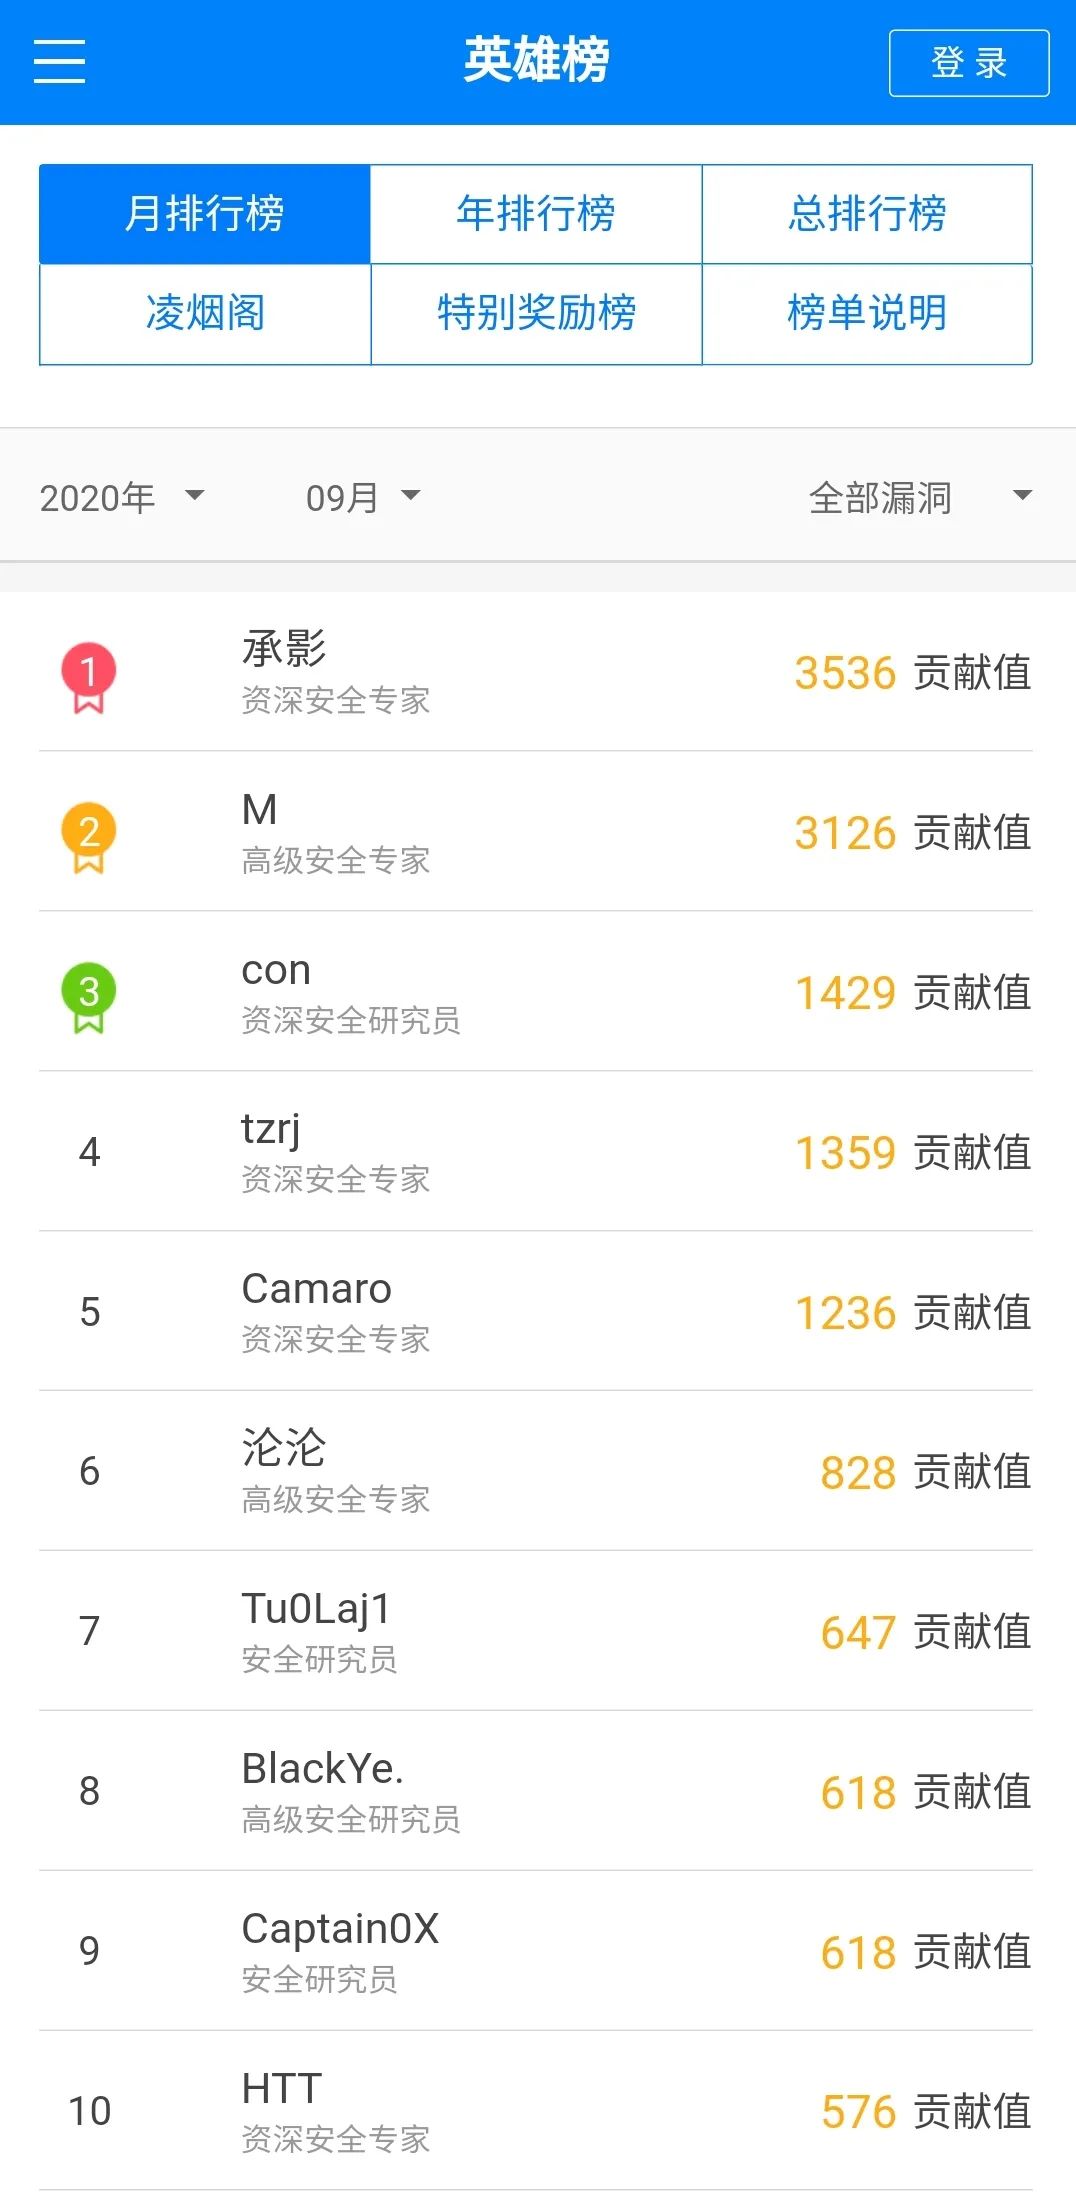 英雄榜
登 录
月排行榜 年排行榜 总排行榜
凌烟阁 特别奖励榜 榜单说明
2020年 09月 全部漏洞
1 承影 3536 贡献值
资深安全专家
2 M 3126 贡献值
高级安全专家
3 con 1429 贡献值
资深安全研究员
4 tzrj 1359 贡献值
资深安全专家
5 Camaro 1236 贡献值
资深安全专家
6 沦沦 828 贡献值
高级安全专家
7 Tu0Laj1 647 贡献值
安全研究员
8 BlackYe. 618 贡献值
高级安全研究员
9 Captain0X 618 贡献值
安全研究员
10 HTT 576 贡献值
资深安全专家